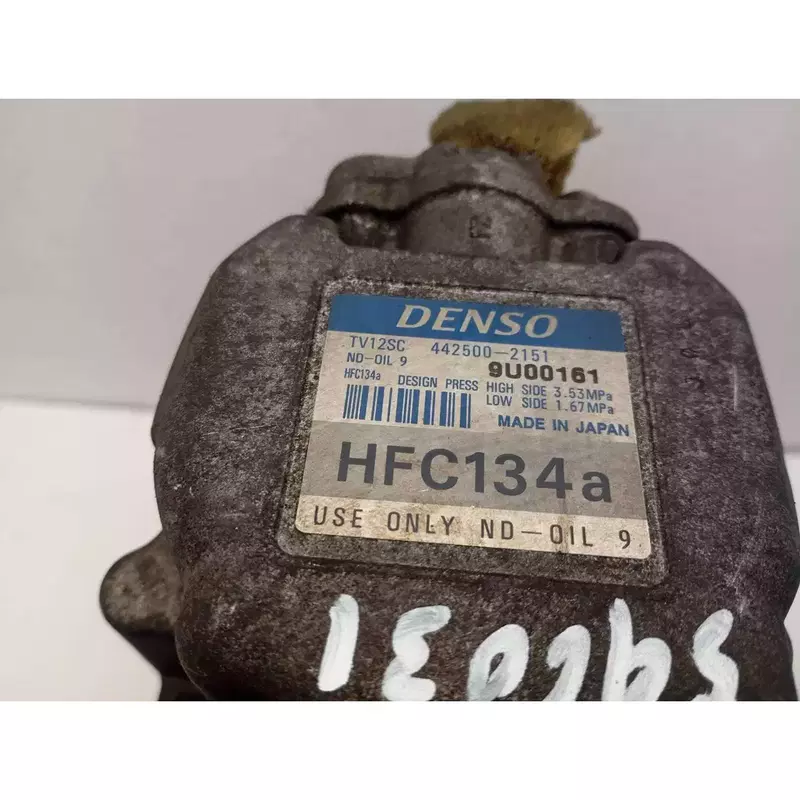 DENSO
TV12SC 442500-2151
ND-OIL 9 9U00161
HFC134a DESIGN PRESS HIGH SIDE 3.53MPa
LOW SIDE 1.67MPa
MADE IN JAPAN
HFC134a
USE ONLY ND-OIL 9